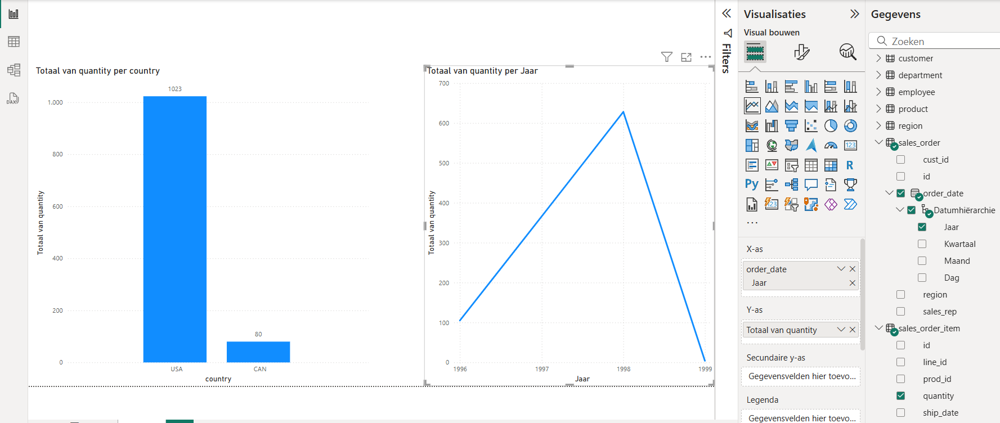 Totaal van quantity per country
1023
1.000
800
600
400
200
0
80
USA
CAN
Totaal van quantity
country
Totaal van quantity per Jaar
700
600
500
400
300
200
100
0
1996
1997
1998
1999
Totaal van quantity
Jaar
DAX
Filters
Visualisaties
Visual bouwen
123
R
Py
123
X-as
order_date
Jaar
Y-as
Totaal van quantity
Secundaire y-as
Gegevensvelden hier toevo...
Legenda
Gegevensvelden hier toevo...
Gegevens
Zoeken
customer
department
employee
product
region
sales_order
cust_id
id
order_date
Datumhiërarchie
Jaar
Kwartaal
Maand
Dag
region
sales_rep
sales_order_item
id
line_id
prod_id
quantity
ship_date